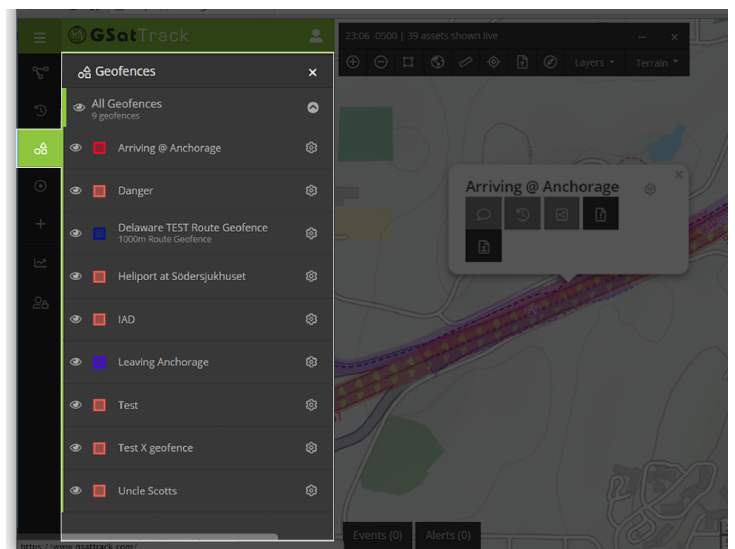 GSatTrack
23:06 -0500 | 39 assets shown live
Layers
Terrain
Geofences
All Geofences
9 geofences
Arriving @ Anchorage
Danger
Delaware TEST Route Geofence
1000m Route Geofence
Heliport at Södersjukhuset
IAD
Leaving Anchorage
Test
Test X geofence
Uncle Scotts
Arriving @ Anchorage
Events (0)
Alerts (0)
https://www.gsattrack.com/